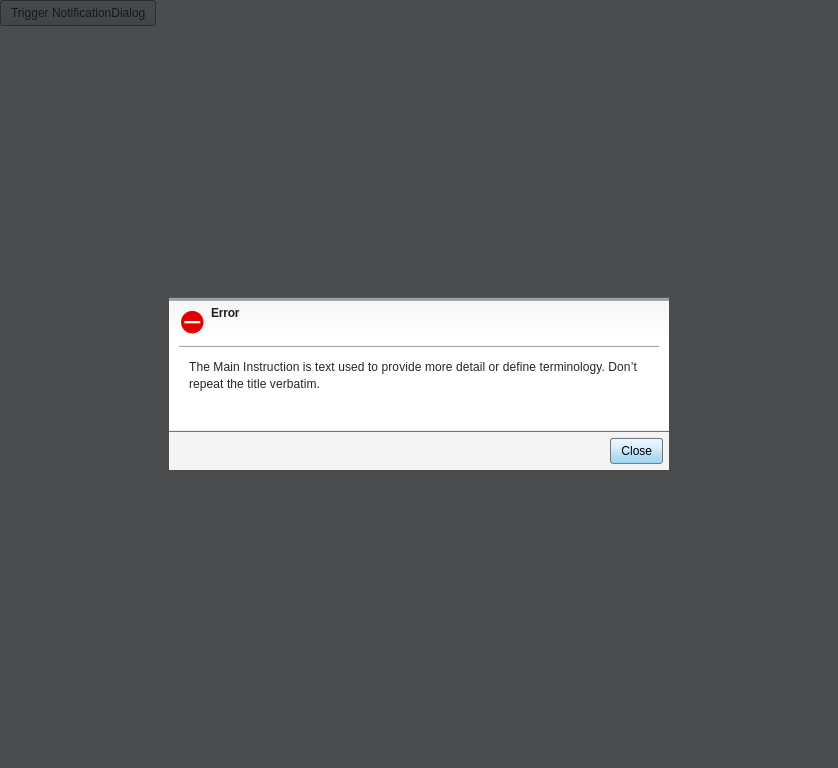 Trigger NotificationDialog
Error
The Main Instruction is text used to provide more detail or define terminology. Don’t
repeat the title verbatim.
Close